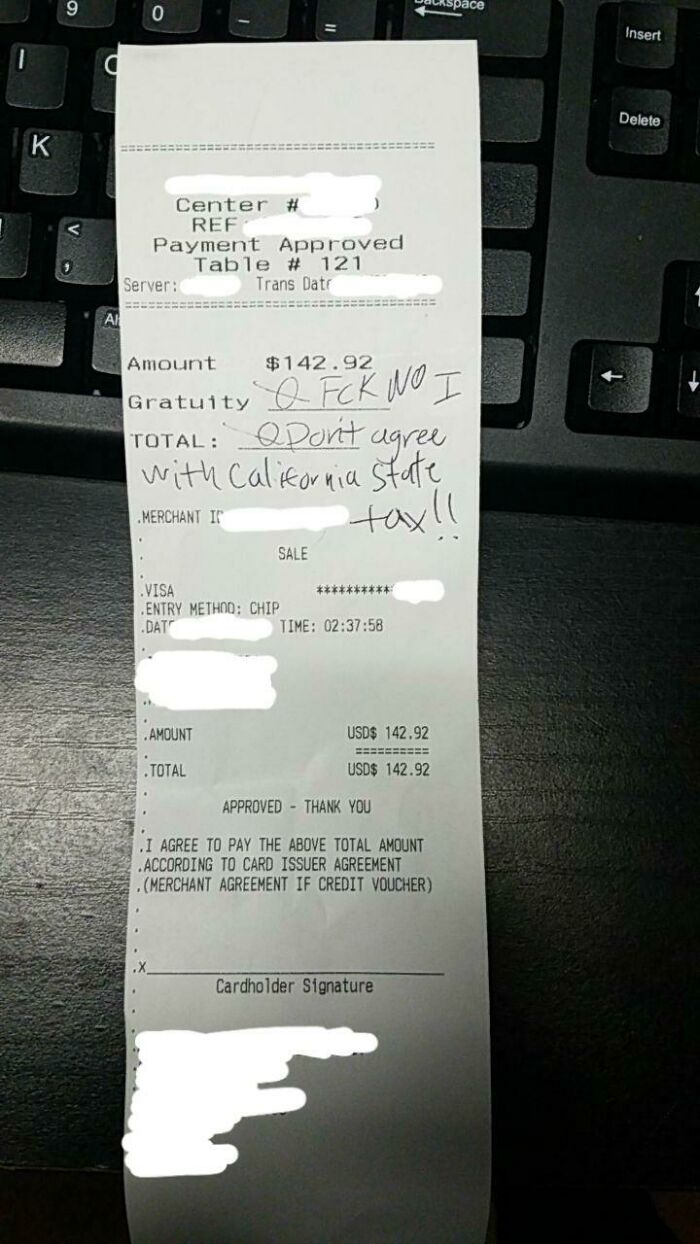 9
0
-
=
Backspace
Insert
Delete
K
<
,
========================================
Center #
REF
Payment Approved
Table # 121
Server: Trans Date
========================================
Amount $142.92
Gratuity 0 FCK NO I
TOTAL: 0 Don't agree
with California State
tax!!
.MERCHANT ID
SALE
.VISA **********
.ENTRY METHOD: CHIP
.DATE TIME: 02:37:58
.AMOUNT USD$ 142.92
==========
.TOTAL USD$ 142.92
APPROVED - THANK YOU
.I AGREE TO PAY THE ABOVE TOTAL AMOUNT
.ACCORDING TO CARD ISSUER AGREEMENT
.(MERCHANT AGREEMENT IF CREDIT VOUCHER)
.X
Cardholder Signature